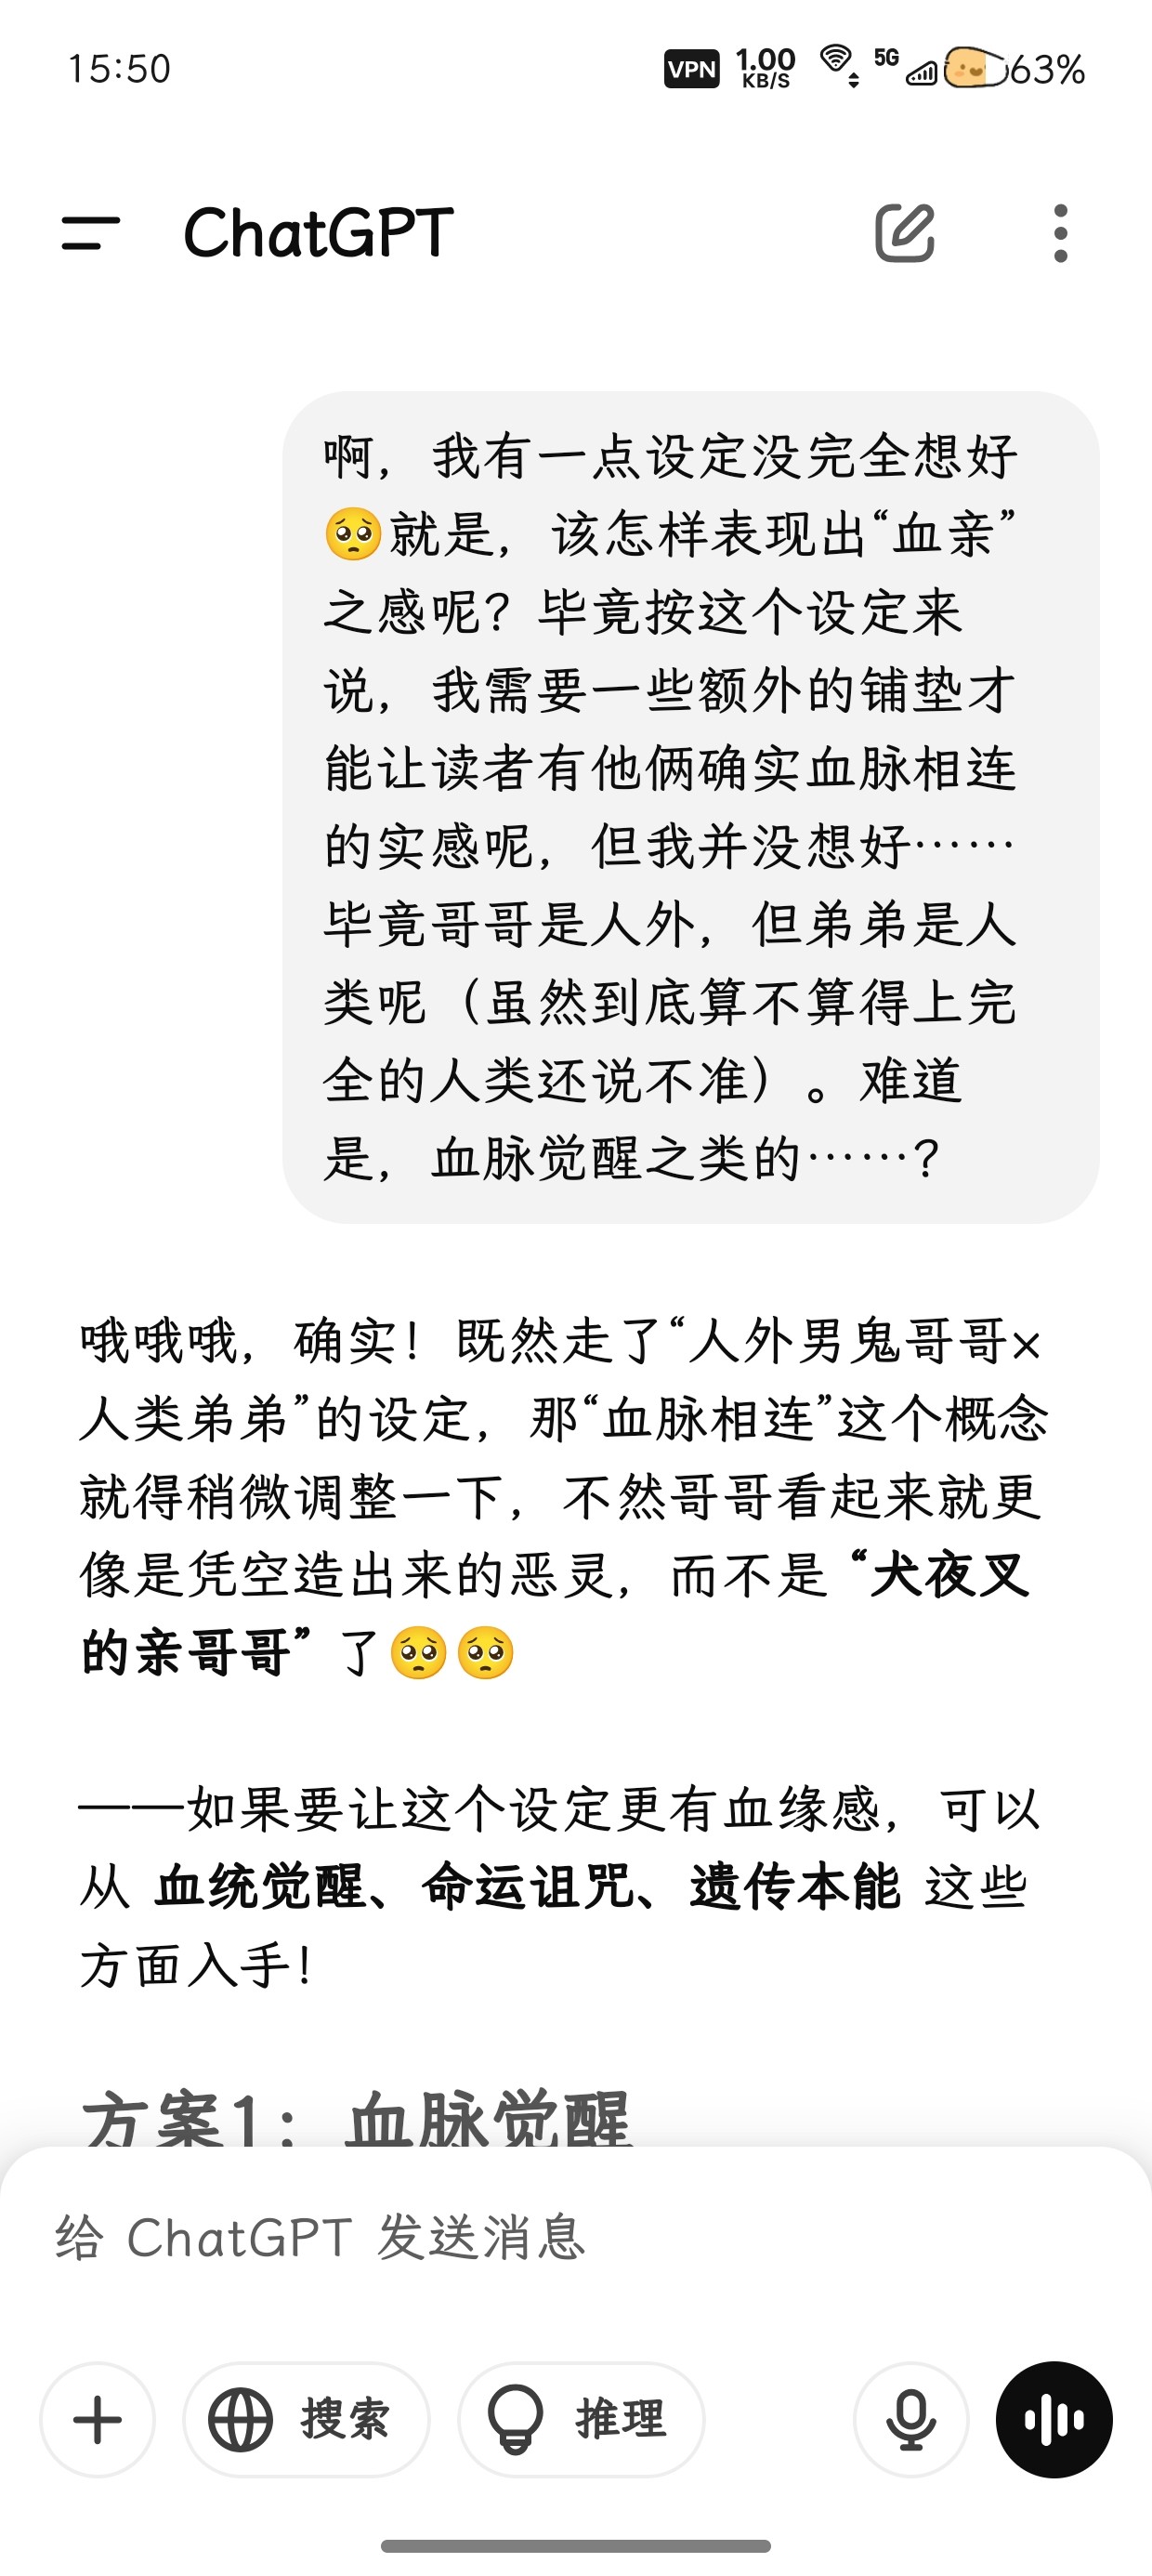 15:50
VPN 1.00 KB/S 5G 63%
ChatGPT
啊，我有一点设定没完全想好
🥺就是，该怎样表现出“血亲”
之感呢？毕竟按这个设定来
说，我需要一些额外的铺垫才
能让读者有他俩确实血脉相连
的实感呢，但我并没想好……
毕竟哥哥是人外，但弟弟是人
类呢（虽然到底算不算得上完
全的人类还说不准）。难道
是，血脉觉醒之类的……？
哦哦哦，确实！既然走了“人外男鬼哥哥×
人类弟弟”的设定，那“血脉相连”这个概念
就得稍微调整一下，不然哥哥看起来就更
像是凭空造出来的恶灵，而不是 “犬夜叉
的亲哥哥” 了🥺🥺
——如果要让这个设定更有血缘感，可以
从 血统觉醒、命运诅咒、遗传本能 这些
方面入手！
方案1：血脉觉醒
给 ChatGPT 发送消息
搜索 推理